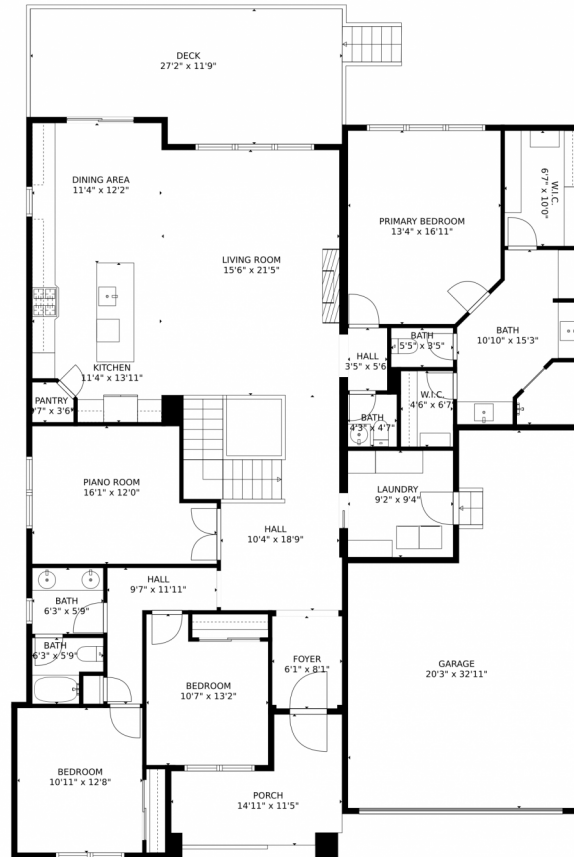 DECK
27'2" x 11'9"
DINING AREA
11'4" x 12'2"
W.I.C.
6'7" x 10'0"
PRIMARY BEDROOM
13'4" x 16'11"
LIVING ROOM
15'6" x 21'5"
BATH
10'10" x 15'3"
BATH
5'5" x 3'5"
HALL
3'5" x 5'6
KITCHEN
11'4" x 13'11"
W.I.C.
4'6" x 6'7"
PANTRY
'7" x 3'6"
BATH
4'3" x 4'7"
PIANO ROOM
16'1" x 12'0"
LAUNDRY
9'2" x 9'4"
HALL
10'4" x 18'9"
HALL
9'7" x 11'11"
BATH
6'3" x 5'9"
BATH
6'3" x 5'9"
FOYER
6'1" x 8'1"
GARAGE
20'3" x 32'11"
BEDROOM
10'7" x 13'2"
BEDROOM
10'11" x 12'8"
PORCH
14'11" x 11'5"